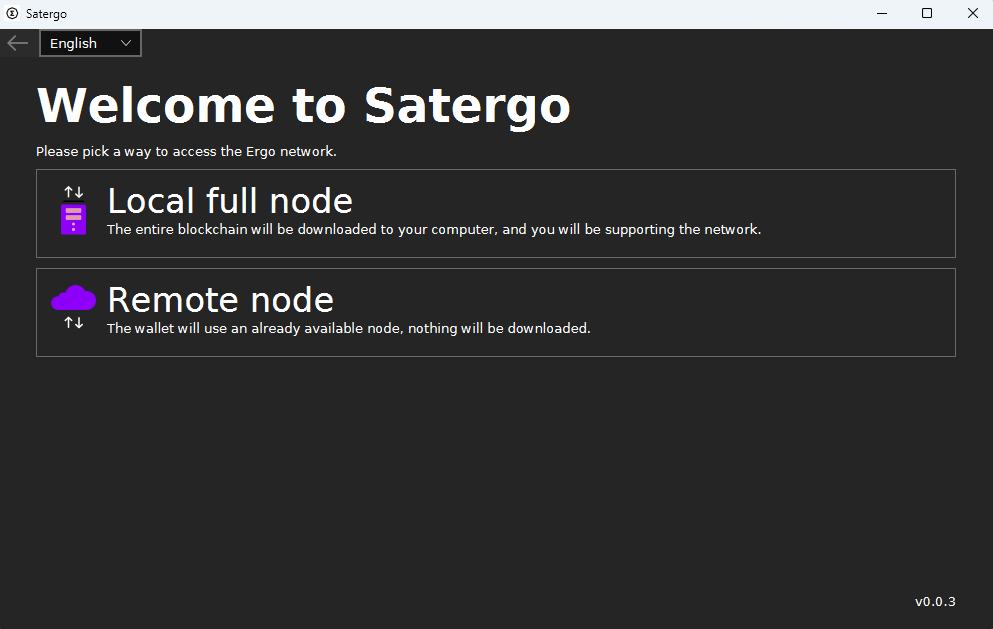 Satergo
English
Welcome to Satergo
Please pick a way to access the Ergo network.
Local full node
The entire blockchain will be downloaded to your computer, and you will be supporting the network.
Remote node
The wallet will use an already available node, nothing will be downloaded.
v0.0.3